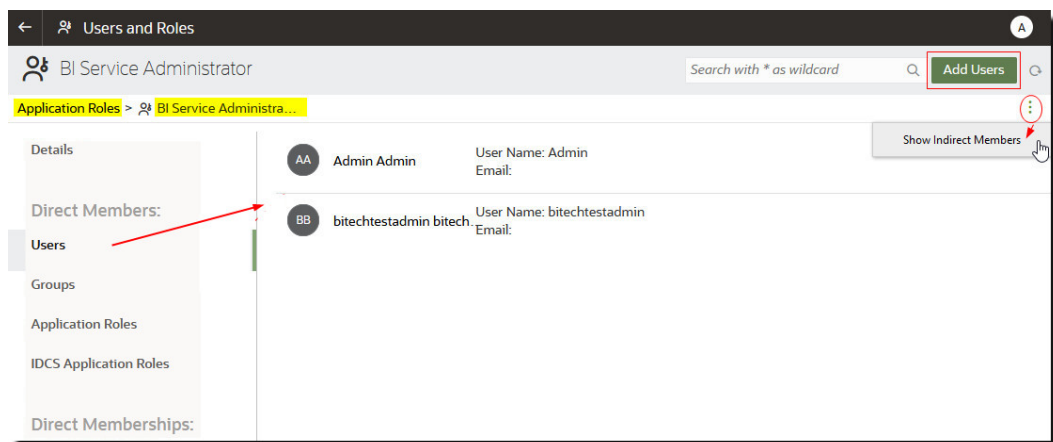 Users and Roles
A
BI Service Administrator
Search with * as wildcard
Add Users
Application Roles > BI Service Administra...
Show Indirect Members
Details
Direct Members:
Users
Groups
Application Roles
IDCS Application Roles
Direct Memberships:
AA
Admin Admin
User Name: Admin
Email:
BB
bitechtestadmin bitech...
User Name: bitechtestadmin
Email: